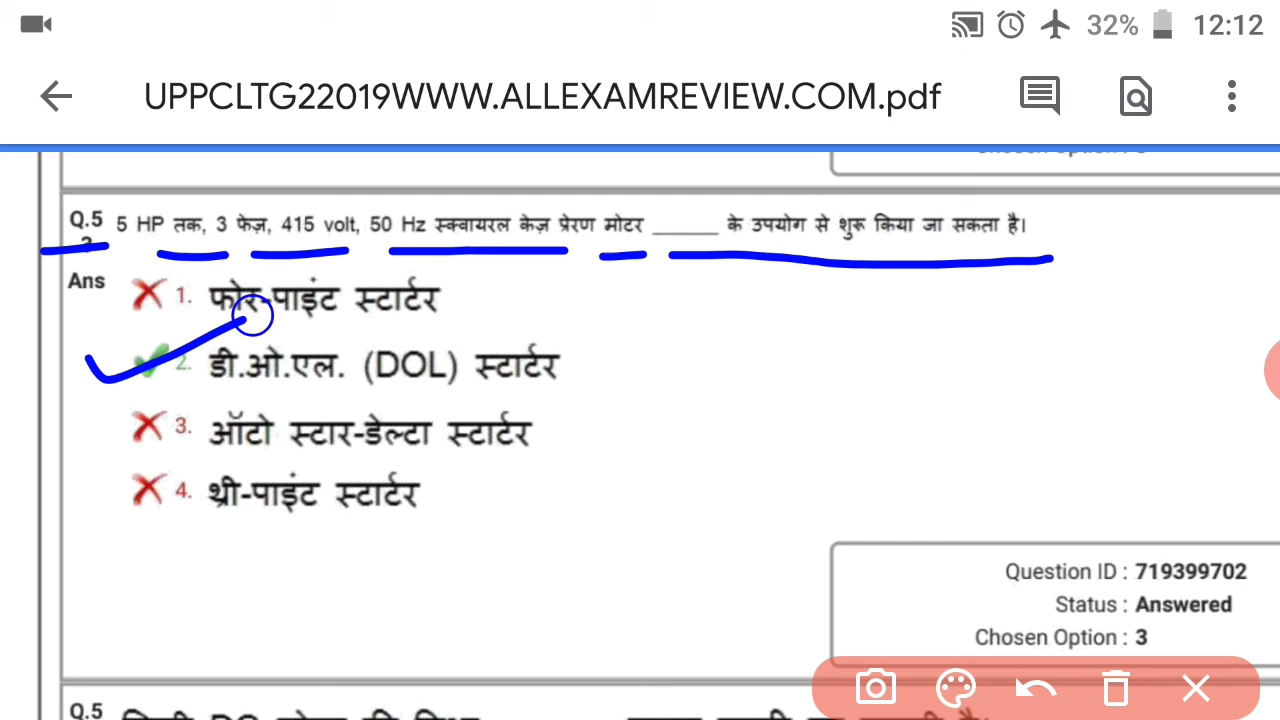 32% 12:12
UPPCLTG22019WWW.ALLEXAMREVIEW.COM.pdf
Q.5 5 HP तक, 3 फेज़, 415 volt, 50 Hz स्क्वायरल केज़ प्रेरण मोटर ______ के उपयोग से शुरू किया जा सकता है।
Ans
1. फोर-पाइंट स्टार्टर
2. डी.ओ.एल. (DOL) स्टार्टर
3. ऑटो स्टार-डेल्टा स्टार्टर
4. थ्री-पाइंट स्टार्टर
Question ID : 719399702
Status : Answered
Chosen Option : 3
Q.5